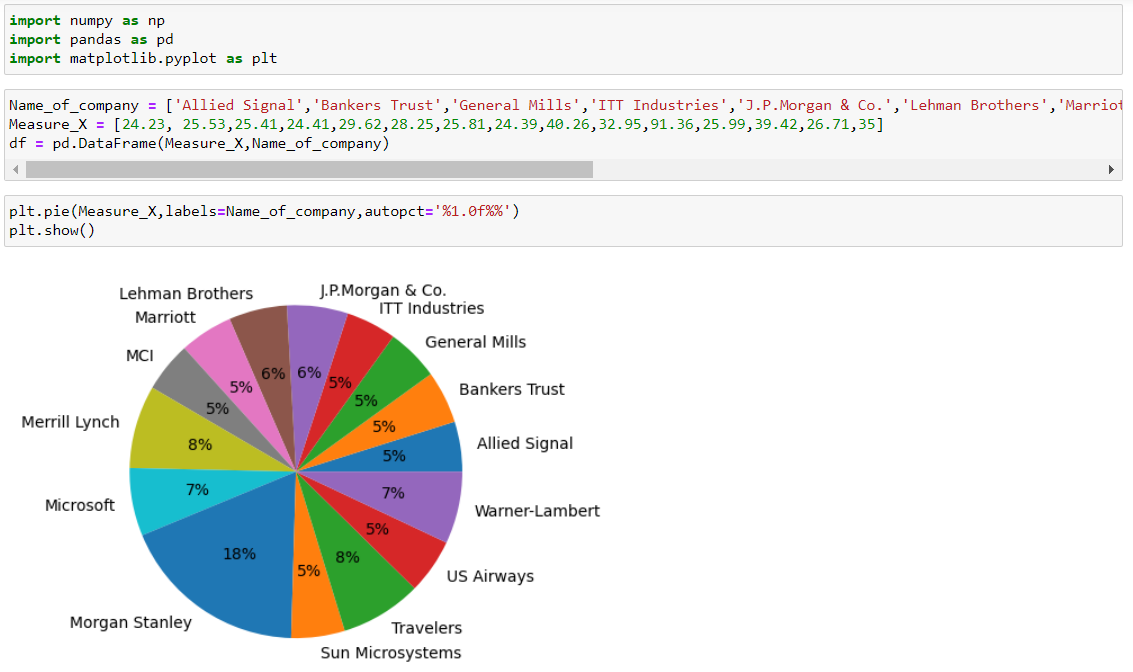 import numpy as np
import pandas as pd
import matplotlib.pyplot as plt
Name_of_company = ['Allied Signal','Bankers Trust','General Mills','ITT Industries','J.P.Morgan & Co.','Lehman Brothers','Marriot
Measure_X = [24.23, 25.53,25.41,24.41,29.62,28.25,25.81,24.39,40.26,32.95,91.36,25.99,39.42,26.71,35]
df = pd.DataFrame(Measure_X,Name_of_company)
plt.pie(Measure_X,labels=Name_of_company,autopct='%1.0f%%')
plt.show()
J.P.Morgan & Co.
Lehman Brothers
ITT Industries
Marriott
General Mills
MCI
6%
6%
5%
5%
Bankers Trust
5%
5%
Merrill Lynch
5%
Allied Signal
8%
5%
7%
7%
Microsoft
Warner-Lambert
5%
18%
8%
5%
US Airways
Morgan Stanley
Travelers
Sun Microsystems